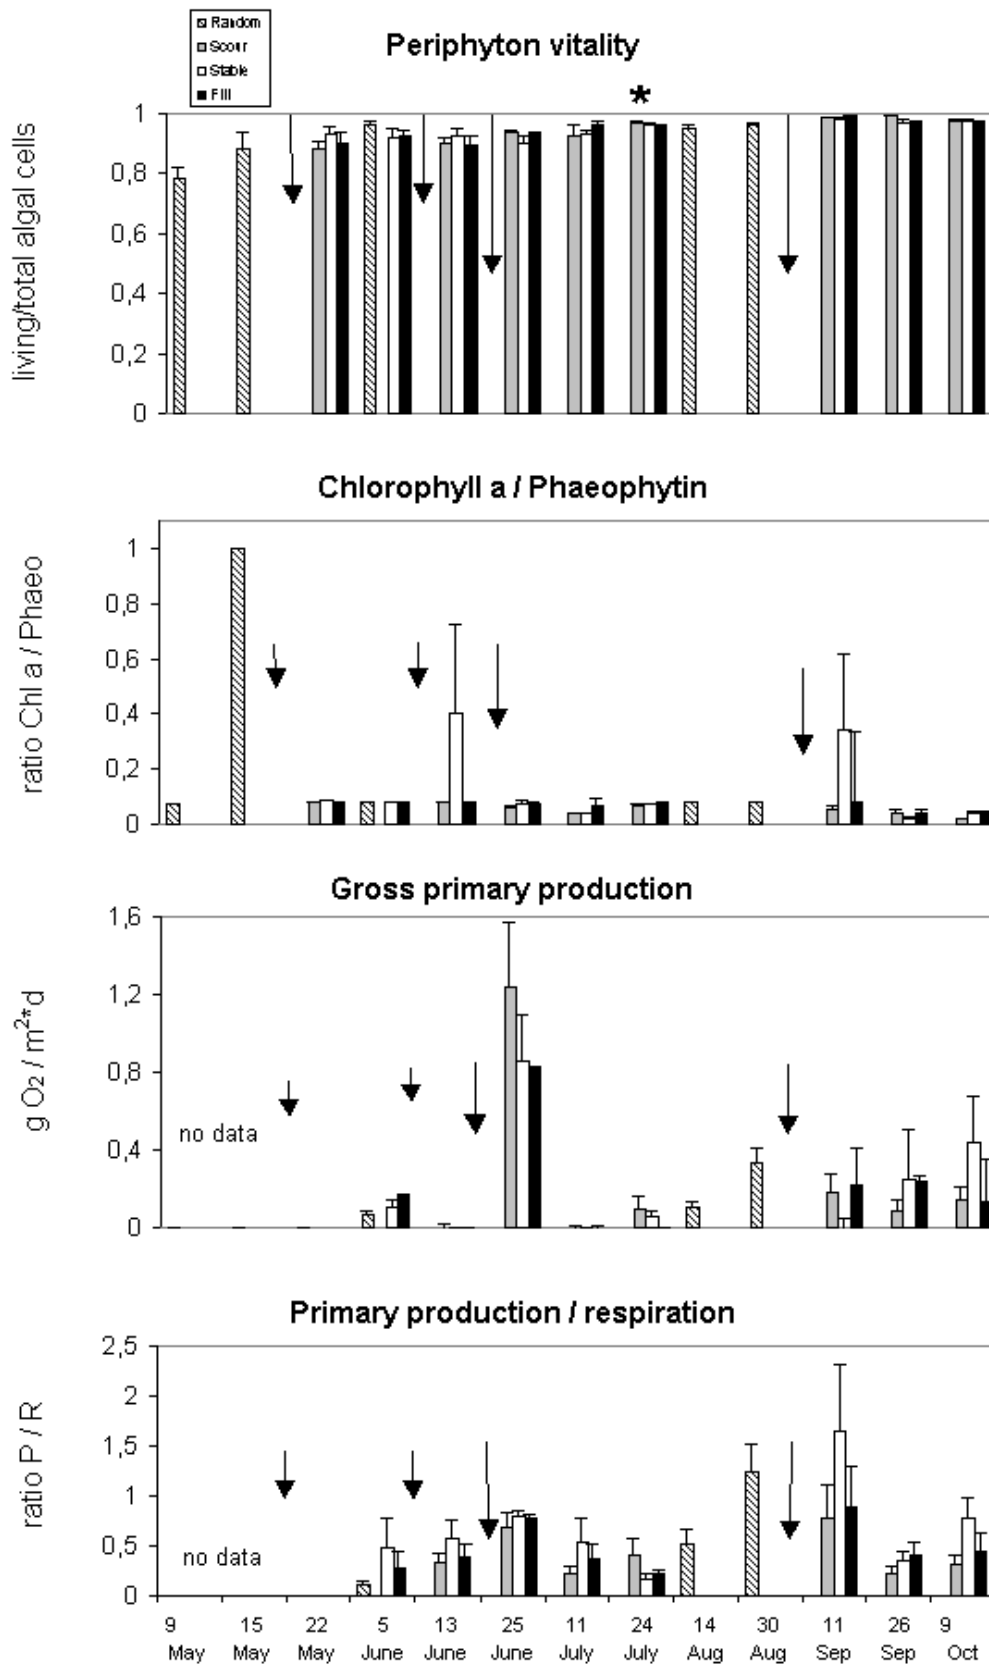 Random
Scour
Stable
Fill
Periphyton vitality
*
living/total algal cells
1
0,8
0,6
0,4
0,2
0
Chlorophyll a / Phaeophytin
ratio Chl a / Phaeo
1
0,8
0,6
0,4
0,2
0
Gross primary production
g O₂ / m²*d
1,6
1,2
0,8
0,4
0
no data
Primary production / respiration
ratio P / R
2,5
2
1,5
1
0,5
0
no data
9 15 22 5 13 25 11 24 14 30 11 26 9
May May May June June June July July Aug Aug Sep Sep Oct